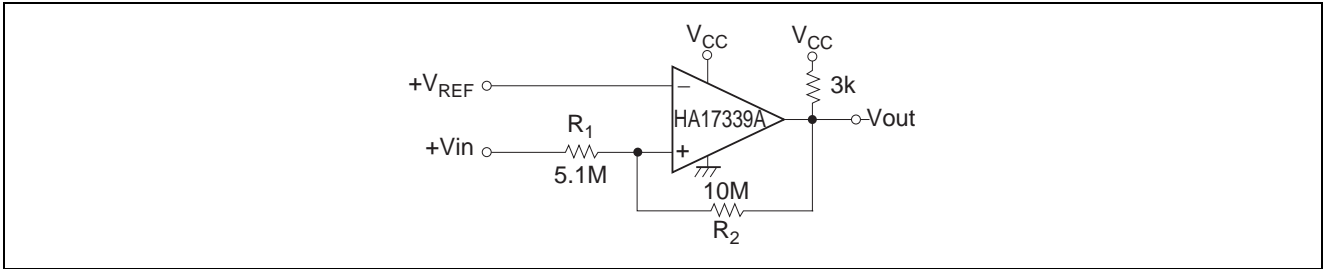 V_CC V_CC
+V_REF
3k
−
HA17339A
Vout
R_1
+Vin
+
5.1M
10M
R_2